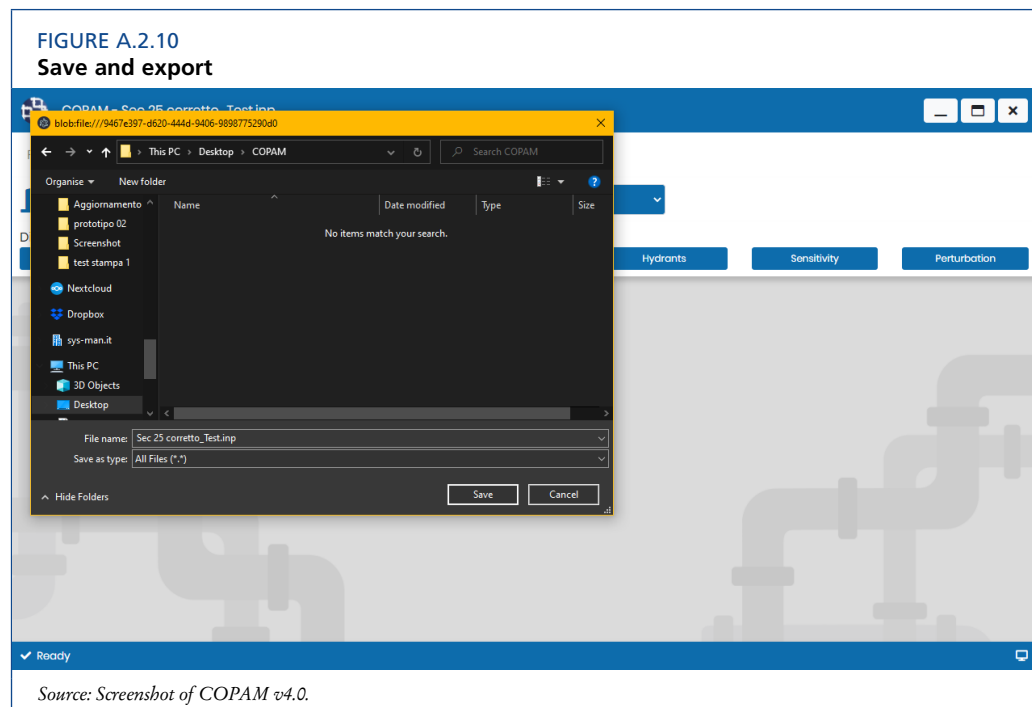 FIGURE A.2.10
Save and export
COPAM - Sec 25 corretto_Test.inp
blob:file:///9467e397-d620-444d-9406-9898775290d0
This PC > Desktop > COPAM
Search COPAM
Organise
New folder
Name
Date modified
Type
Size
No items match your search.
Aggiornamento
prototipo 02
Screenshot
test stampa 1
Nextcloud
Dropbox
sys-man.it
This PC
3D Objects
Desktop
Hydrants
Sensitivity
Perturbation
File name: Sec 25 corretto_Test.inp
Save as type: All Files (*.*)
Hide Folders
Save
Cancel
Ready
Source: Screenshot of COPAM v4.0.